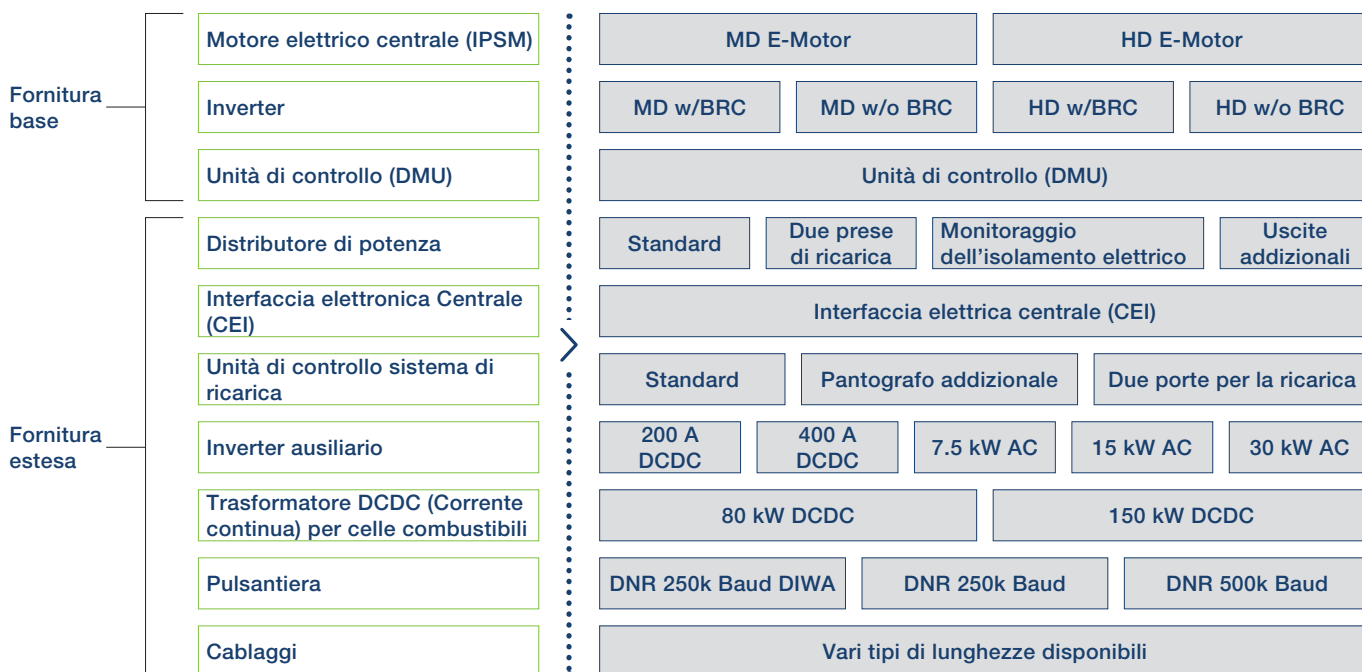 Fornitura
base
Motore elettrico centrale (IPSM)
MD E-Motor
HD E-Motor
Inverter
MD w/BRC
MD w/o BRC
HD w/BRC
HD w/o BRC
Unità di controllo (DMU)
Unità di controllo (DMU)
Fornitura
estesa
Distributore di potenza
Standard
Due prese
di ricarica
Monitoraggio
dell'isolamento elettrico
Uscite
addizionali
Interfaccia elettronica Centrale
(CEI)
Interfaccia elettrica centrale (CEI)
Unità di controllo sistema di
ricarica
Standard
Pantografo addizionale
Due porte per la ricarica
Inverter ausiliario
200 A
DCDC
400 A
DCDC
7.5 kW AC
15 kW AC
30 kW AC
Trasformatore DCDC (Corrente
continua) per celle combustibili
80 kW DCDC
150 kW DCDC
Pulsantiera
DNR 250k Baud DIWA
DNR 250k Baud
DNR 500k Baud
Cablaggi
Vari tipi di lunghezze disponibili